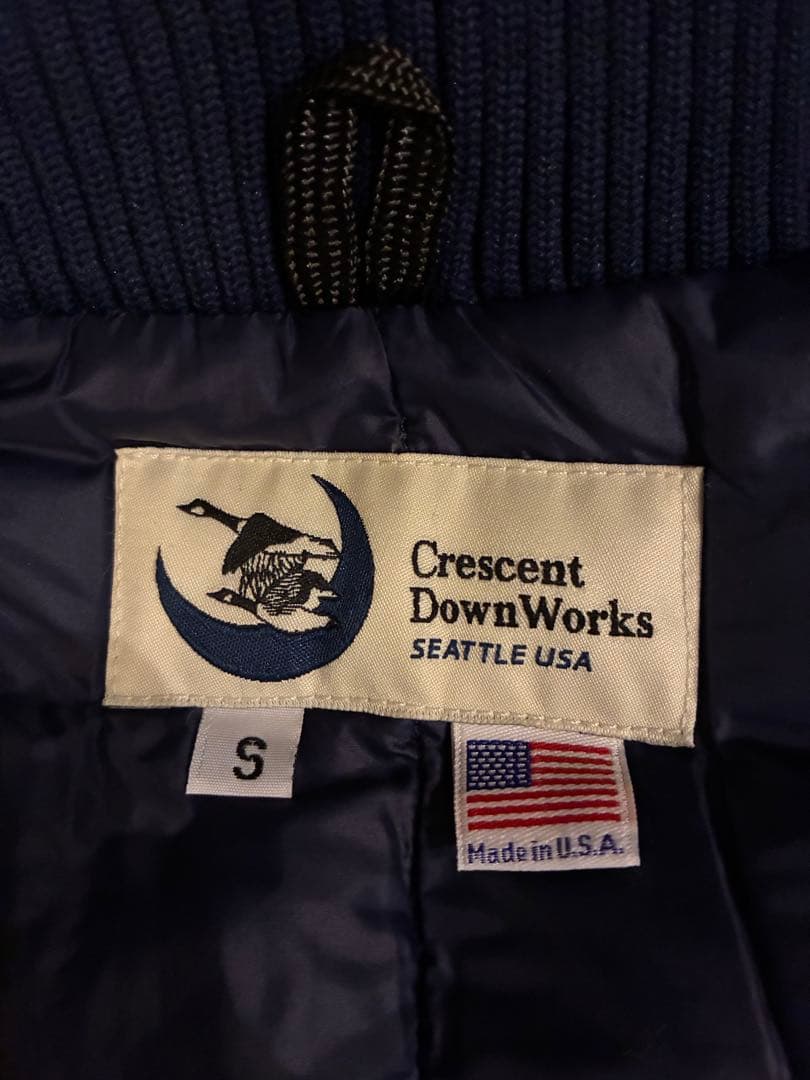 Crescent
DownWorks
SEATTLE USA
S
Made in U.S.A.